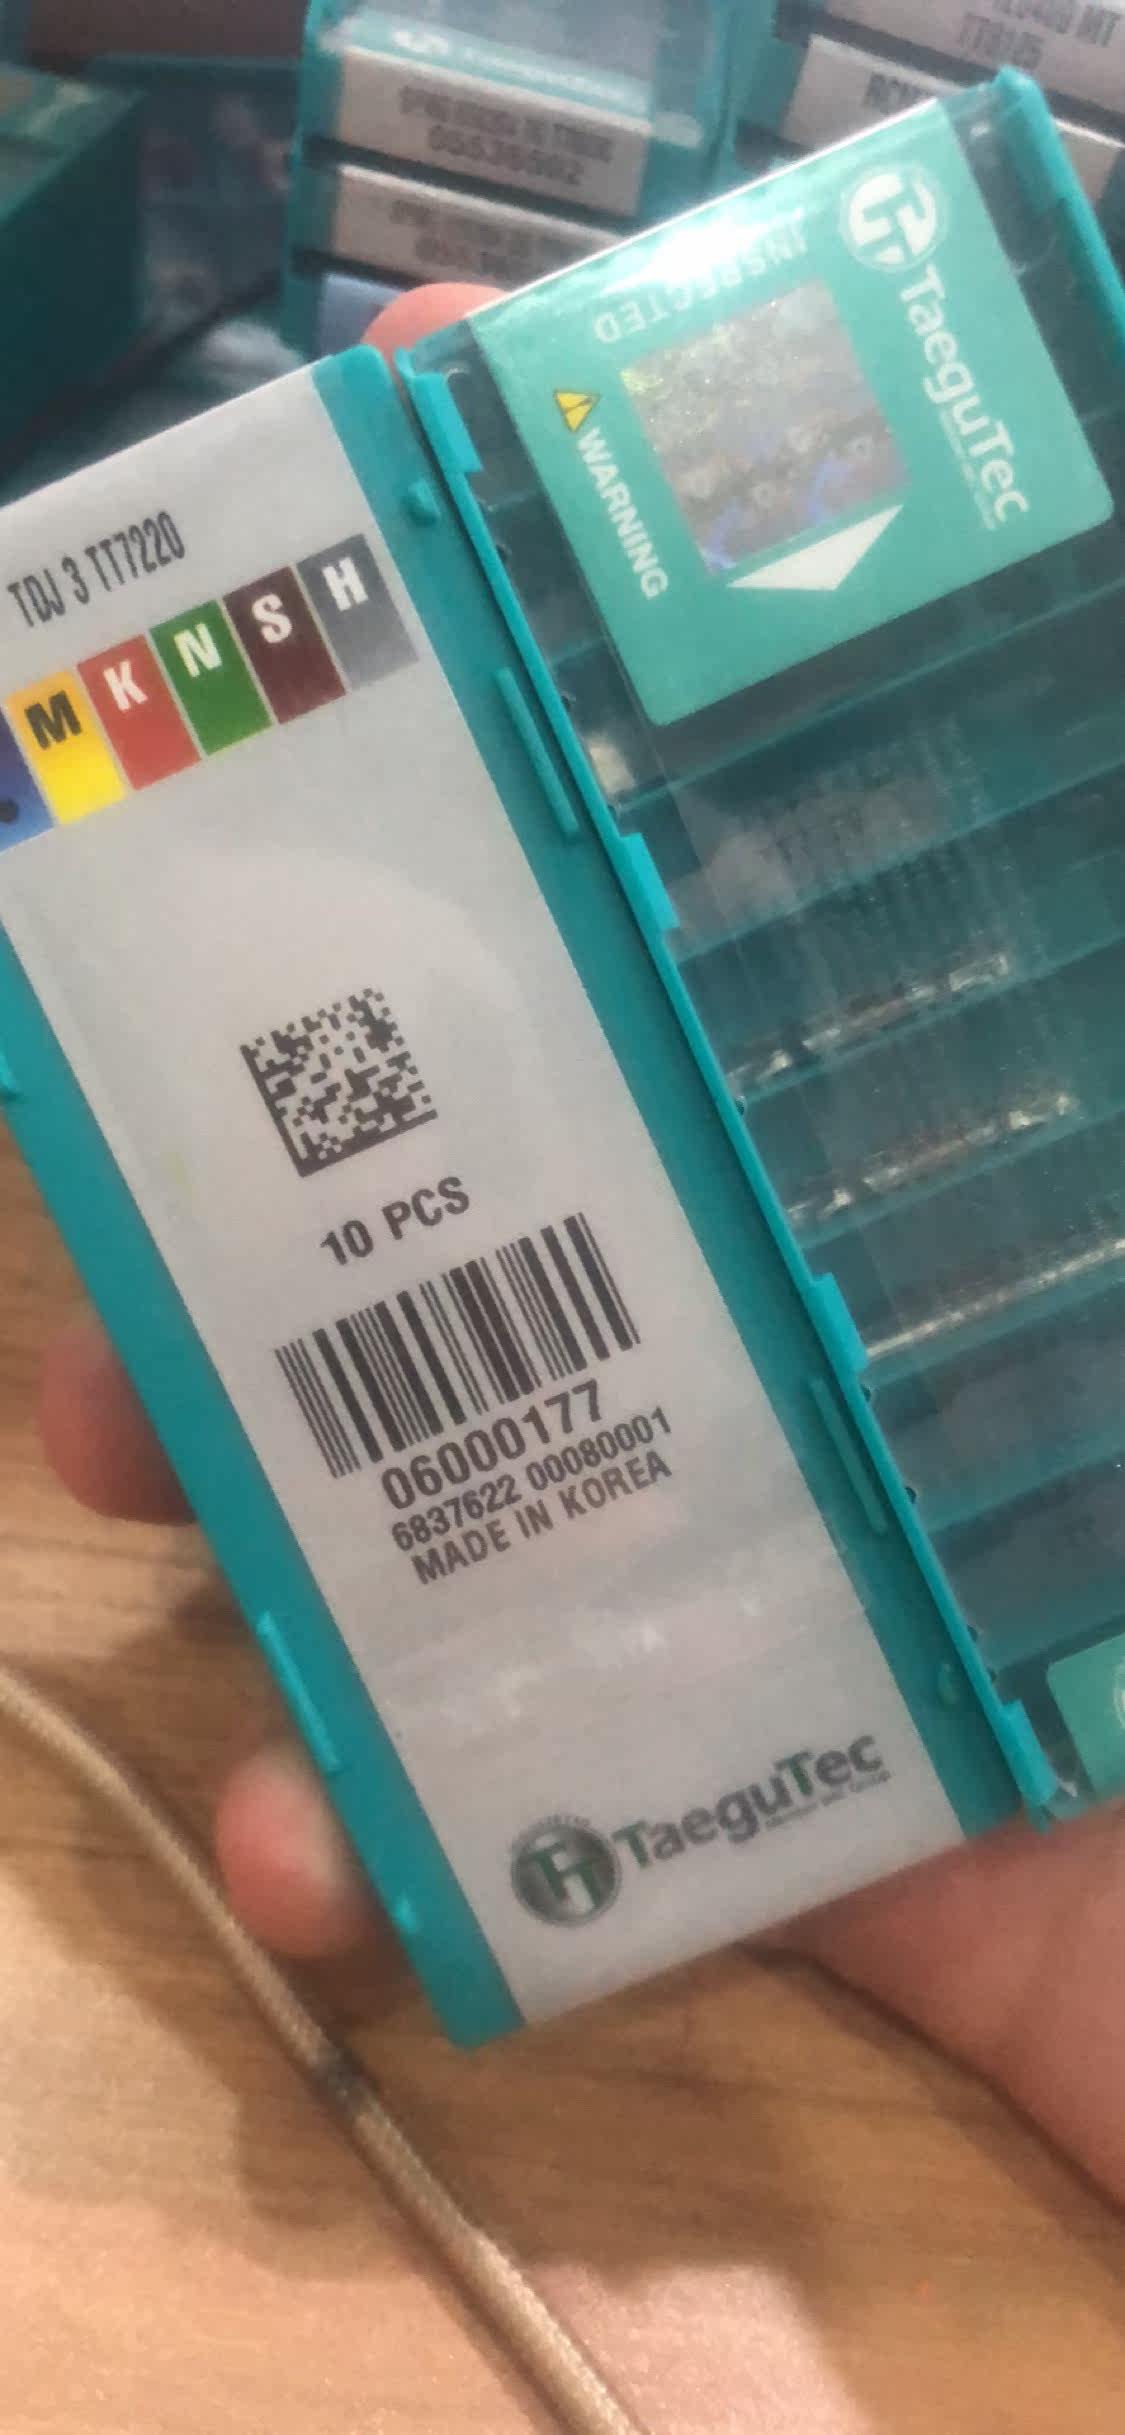 TDJ 3 TT7220
M K N S H
10 PCS
06000177
6837622 00080001
MADE IN KOREA
TaeguTec
TaeguTec
INSPECTED
WARNING